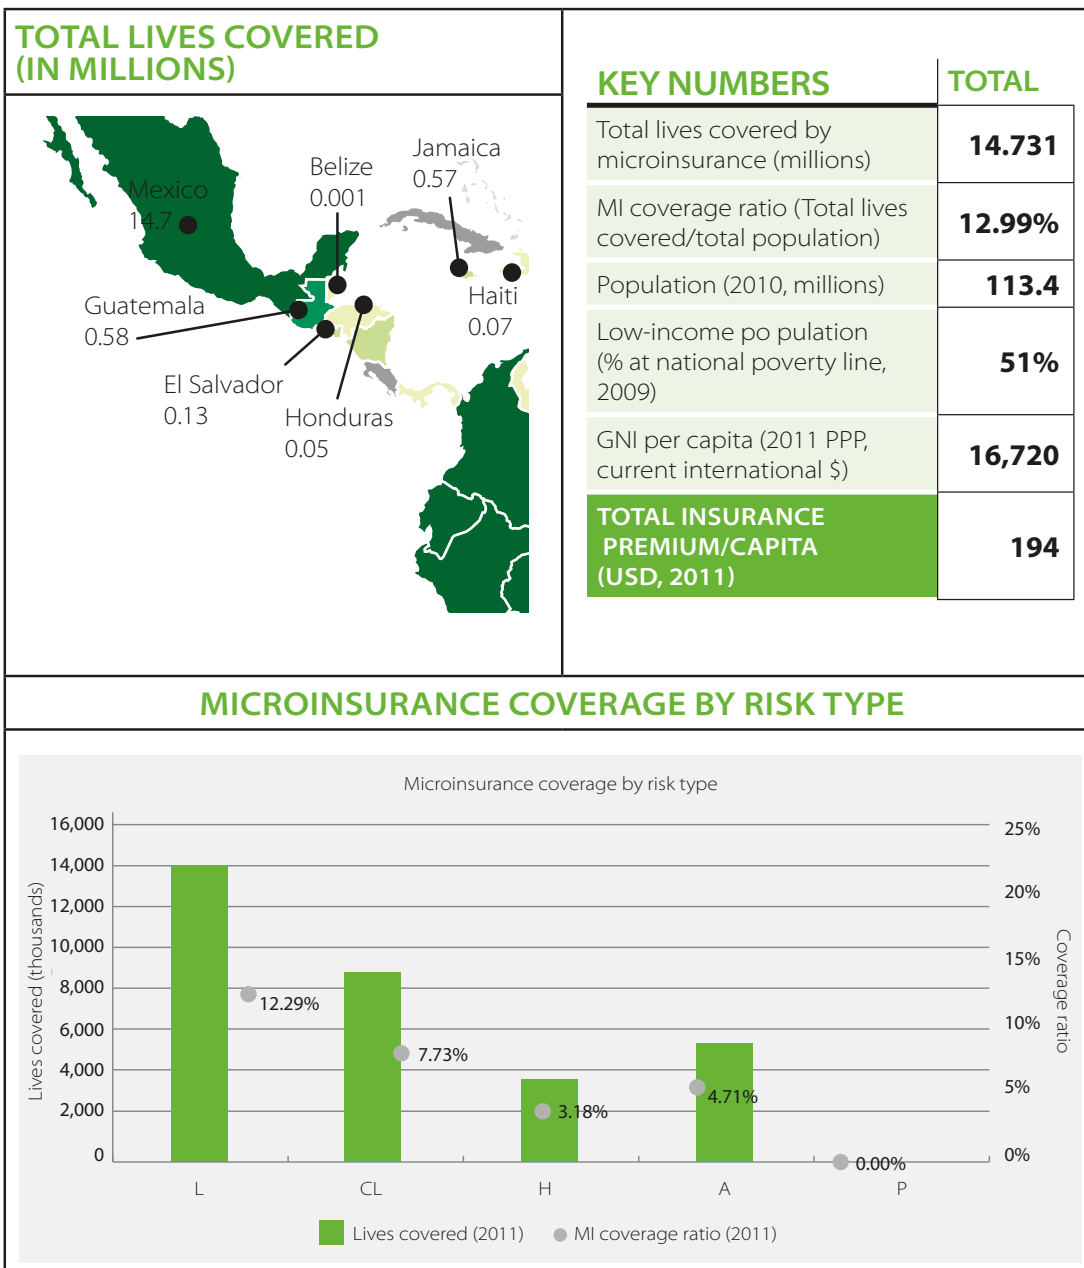 TOTAL LIVES COVERED
(IN MILLIONS)
Mexico
14.7
Belize
0.001
Jamaica
0.57
Guatemala
0.58
Haiti
0.07
El Salvador
0.13
Honduras
0.05
KEY NUMBERS TOTAL
Total lives covered by
microinsurance (millions)
14.731
MI coverage ratio (Total lives
covered/total population)
12.99%
Population (2010, millions) 113.4
Low-income po pulation
(% at national poverty line,
2009)
51%
GNI per capita (2011 PPP,
current international $)
16,720
TOTAL INSURANCE
PREMIUM/CAPITA
(USD, 2011)
194
MICROINSURANCE COVERAGE BY RISK TYPE
Microinsurance coverage by risk type
Lives covered (thousands)
16,000
14,000
12,000
10,000
8,000
6,000
4,000
2,000
0
12.29%
7.73%
3.18%
4.71%
0.00%
25%
20%
15%
10%
5%
0%
Coverage ratio
L CL H A P
Lives covered (2011) MI coverage ratio (2011)